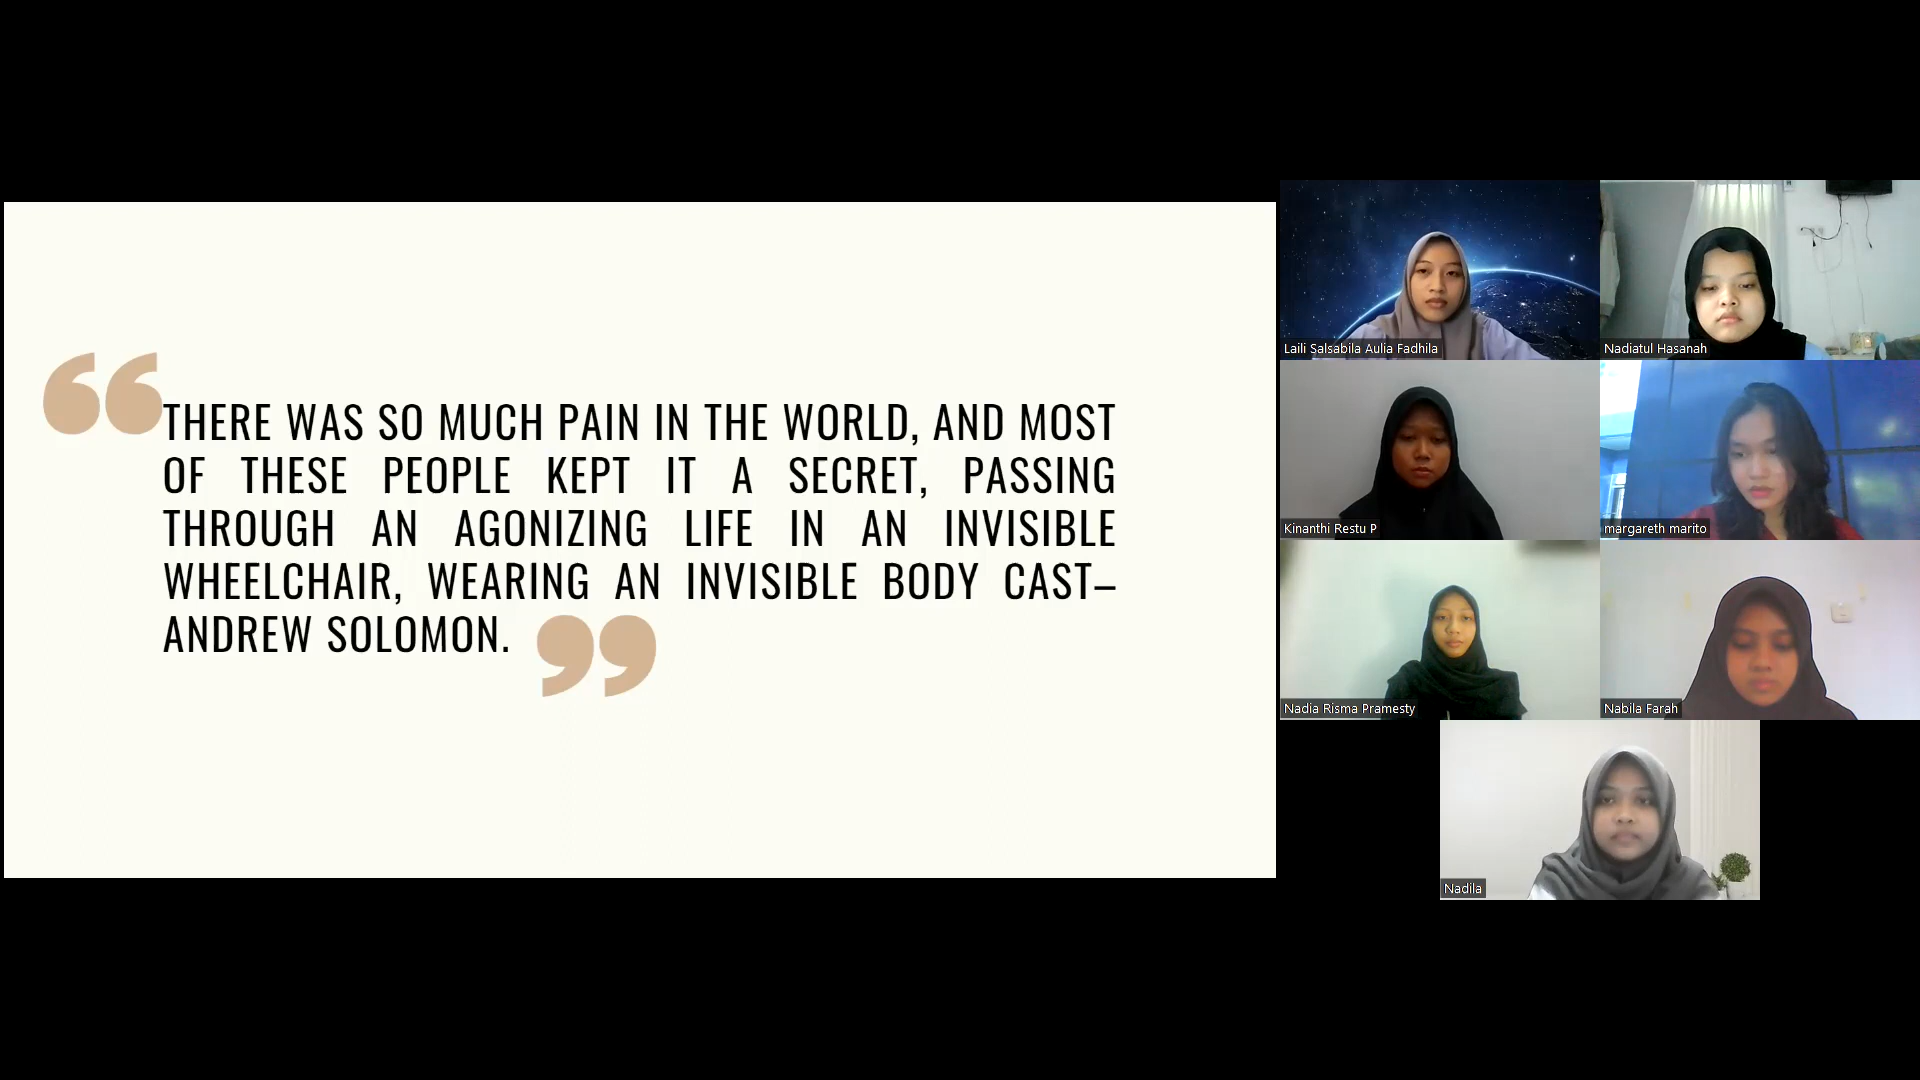 THERE WAS SO MUCH PAIN IN THE WORLD, AND MOST
OF THESE PEOPLE KEPT IT A SECRET, PASSING
THROUGH AN AGONIZING LIFE IN AN INVISIBLE
WHEELCHAIR, WEARING AN INVISIBLE BODY CAST–
ANDREW SOLOMON.
Laili Salsabila Aulia Fadhila
Nadiatul Hasanah
Kinanthi Restu P
margareth marito
Nadia Risma Pramesty
Nabila Farah
Nadila